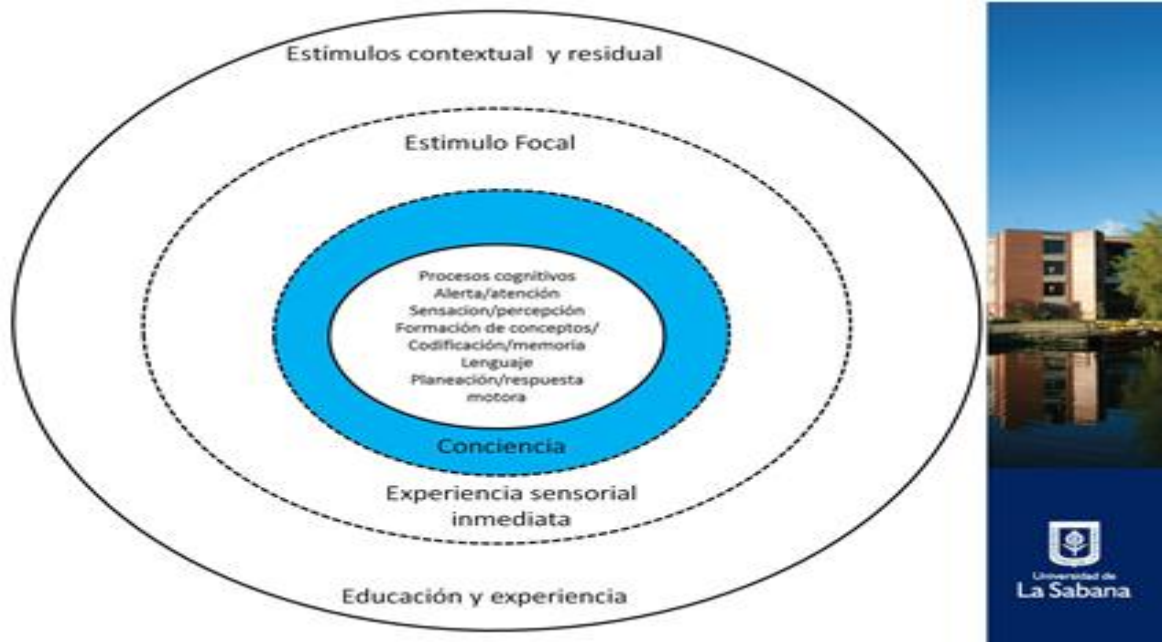 Estímulos contextual  y residual
Estimulo Focal
Procesos cognitivos
Alerta/atención
Sensacion/percepción
Formación de conceptos/
Codificación/memoria
Lenguaje
Planeación/respuesta
motora
Conciencia
Experiencia sensorial
inmediata
Educación y experiencia
Universidad de
La Sabana